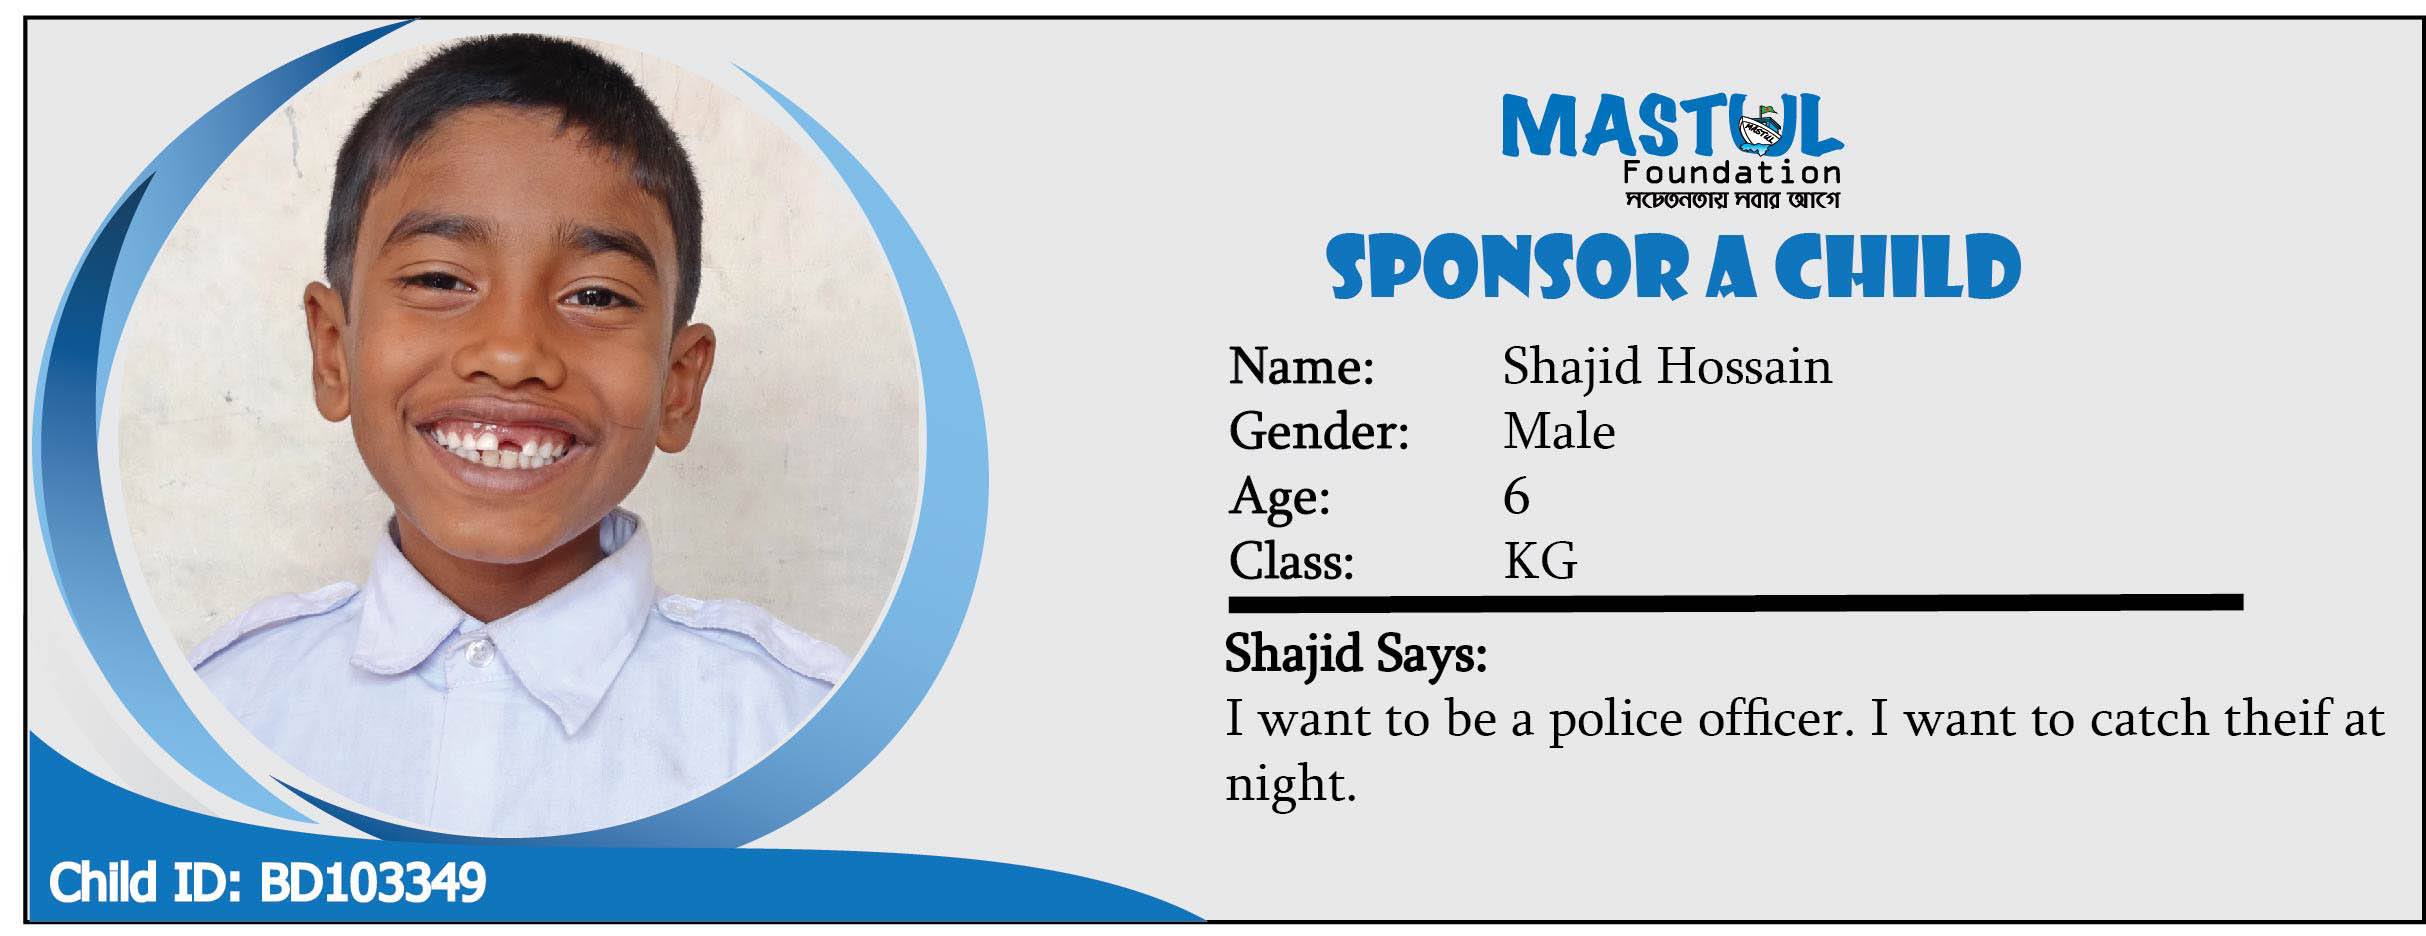 MASTUL
MASTUL
Foundation
সচেতনতায় সবার আগে
SPONSOR A CHILD
Name: Shajid Hossain
Gender: Male
Age: 6
Class: KG
Shajid Says:
I want to be a police officer. I want to catch theif at
night.
Child ID: BD103349